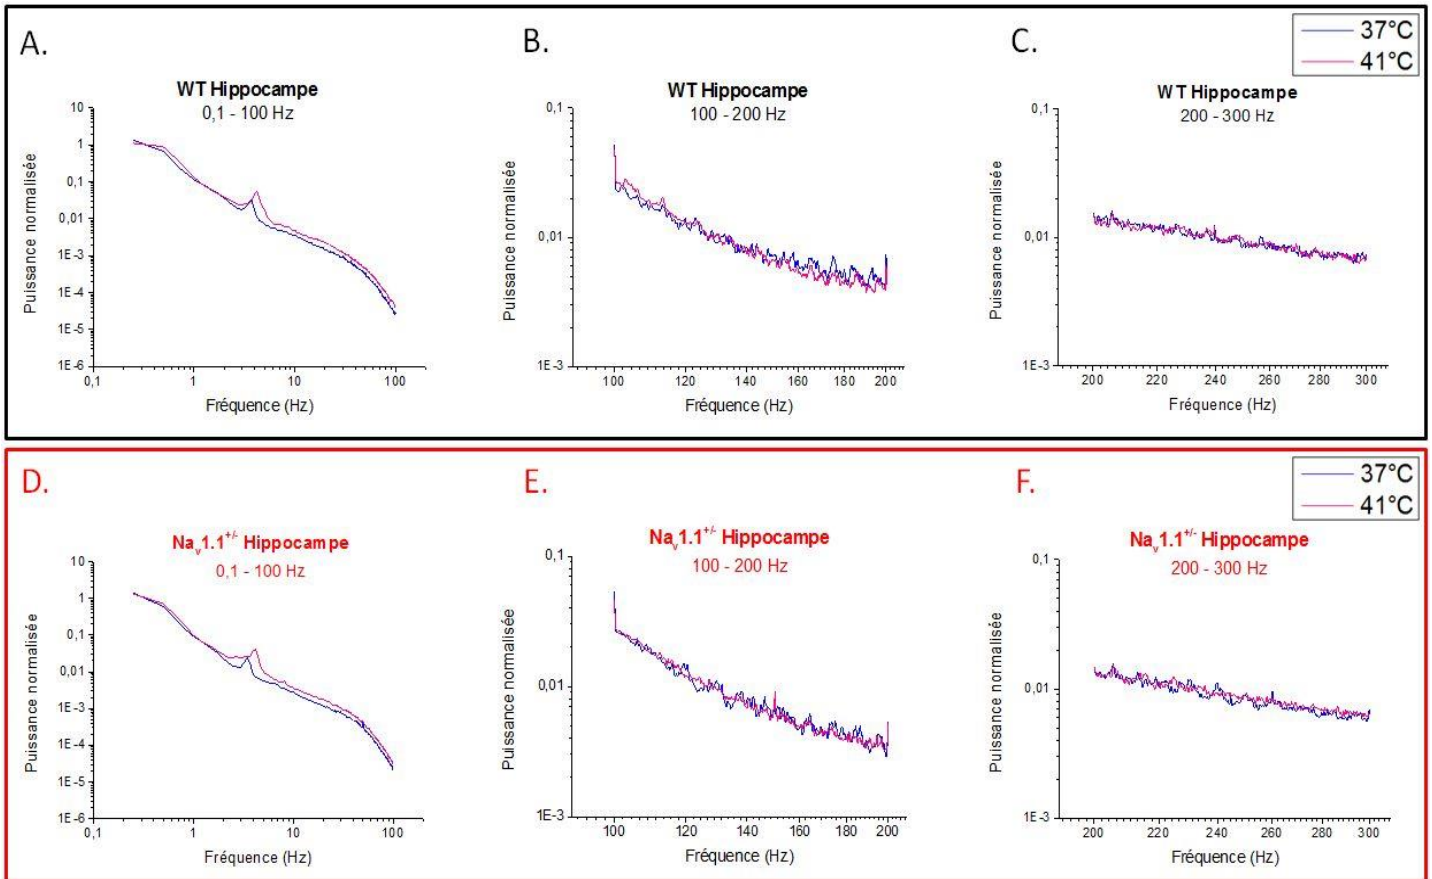 A.
WT Hippocampe
0,1 - 100 Hz
Puissance normalisée
10
1
0,1
0,01
1E-3
1E-4
1E-5
1E-6
0,1 1 10 100
Fréquence (Hz)
B.
WT Hippocampe
100 - 200 Hz
Puissance normalisée
0,1
0,01
1E-3
100 120 140 160 180 200
Fréquence (Hz)
C.
37°C
41°C
WT Hippocampe
200 - 300 Hz
Puissance normalisée
0,1
0,01
1E-3
200 220 240 260 280 300
Fréquence (Hz)
D.
Nav1.1+/- Hippocampe
0,1 - 100 Hz
Puissance normalisée
10
1
0,1
0,01
1E-3
1E-4
1E-5
1E-6
0,1 1 10 100
Fréquence (Hz)
E.
Nav1.1+/- Hippocampe
100 - 200 Hz
Puissance normalisée
0,1
0,01
1E-3
100 120 140 160 180 200
Fréquence (Hz)
F.
37°C
41°C
Nav1.1+/- Hippocampe
200 - 300 Hz
Puissance normalisée
0,1
0,01
1E-3
200 220 240 260 280 300
Fréquence (Hz)